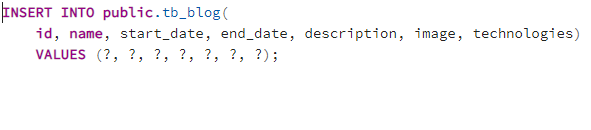 INSERT INTO public.tb_blog(
id, name, start_date, end_date, description, image, technologies)
VALUES (?, ?, ?, ?, ?, ?, ?);